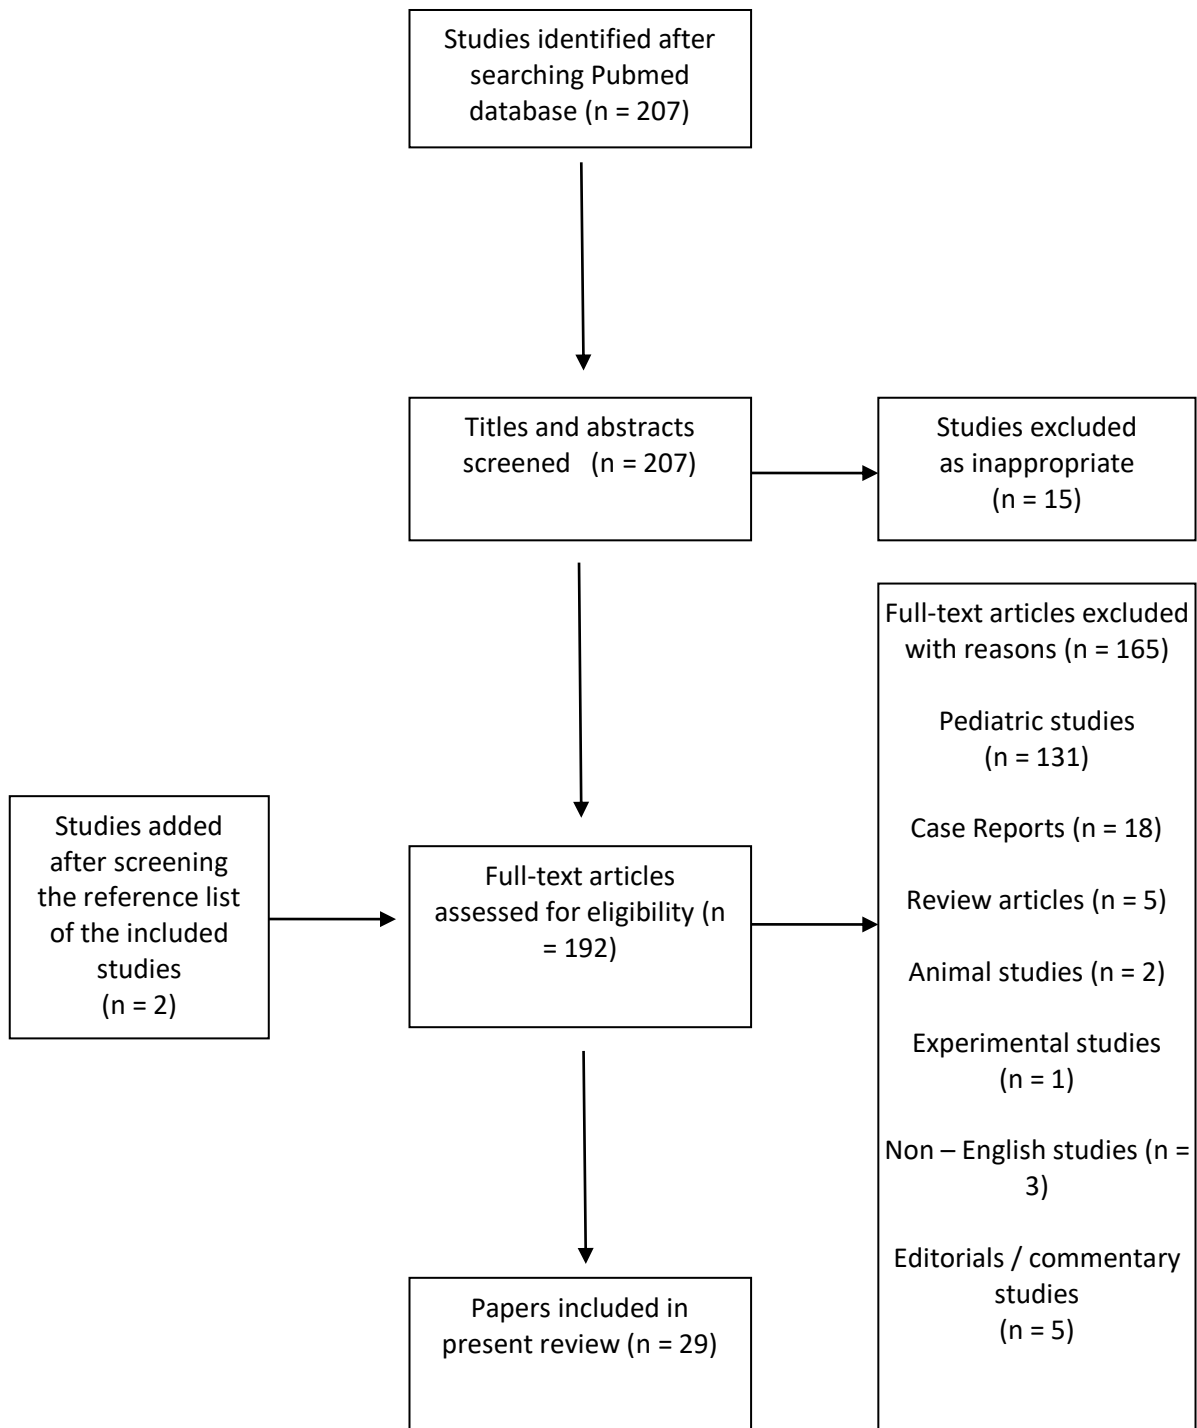 Studies identified after
searching Pubmed
database (n = 207)
Titles and abstracts
screened (n = 207)
Studies excluded
as inappropriate
(n = 15)
Full-text articles excluded
with reasons (n = 165)
Pediatric studies
(n = 131)
Case Reports (n = 18)
Review articles (n = 5)
Animal studies (n = 2)
Experimental studies
(n = 1)
Non – English studies (n =
3)
Editorials / commentary
studies
(n = 5)
Studies added
after screening
the reference list
of the included
studies
(n = 2)
Full-text articles
assessed for eligibility (n
= 192)
Papers included in
present review (n = 29)